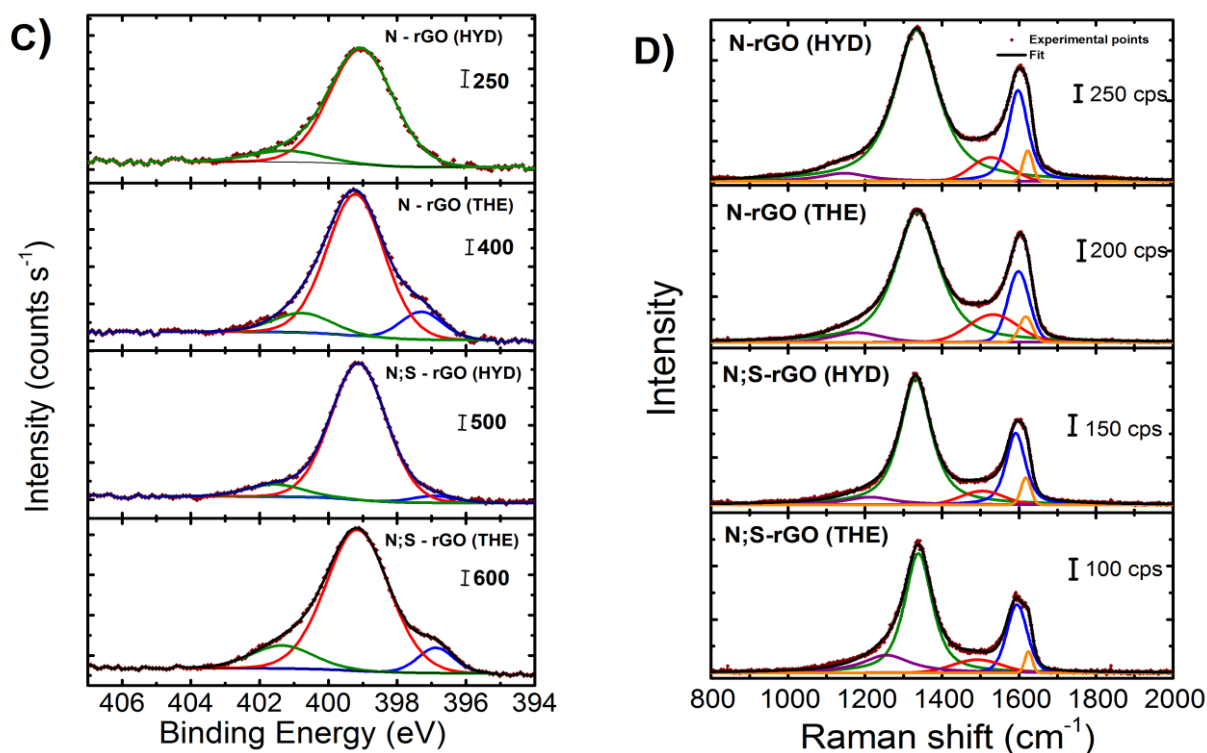 C)
Intensity (counts s⁻¹)
N - rGO (HYD)
250
N - rGO (THE)
400
N;S - rGO (HYD)
500
N;S - rGO (THE)
600
406 404 402 400 398 396 394
Binding Energy (eV)
D)
Intensity
N-rGO (HYD)
Experimental points
Fit
250 cps
N-rGO (THE)
200 cps
N;S-rGO (HYD)
150 cps
N;S-rGO (THE)
100 cps
800 1000 1200 1400 1600 1800 2000
Raman shift (cm⁻¹)